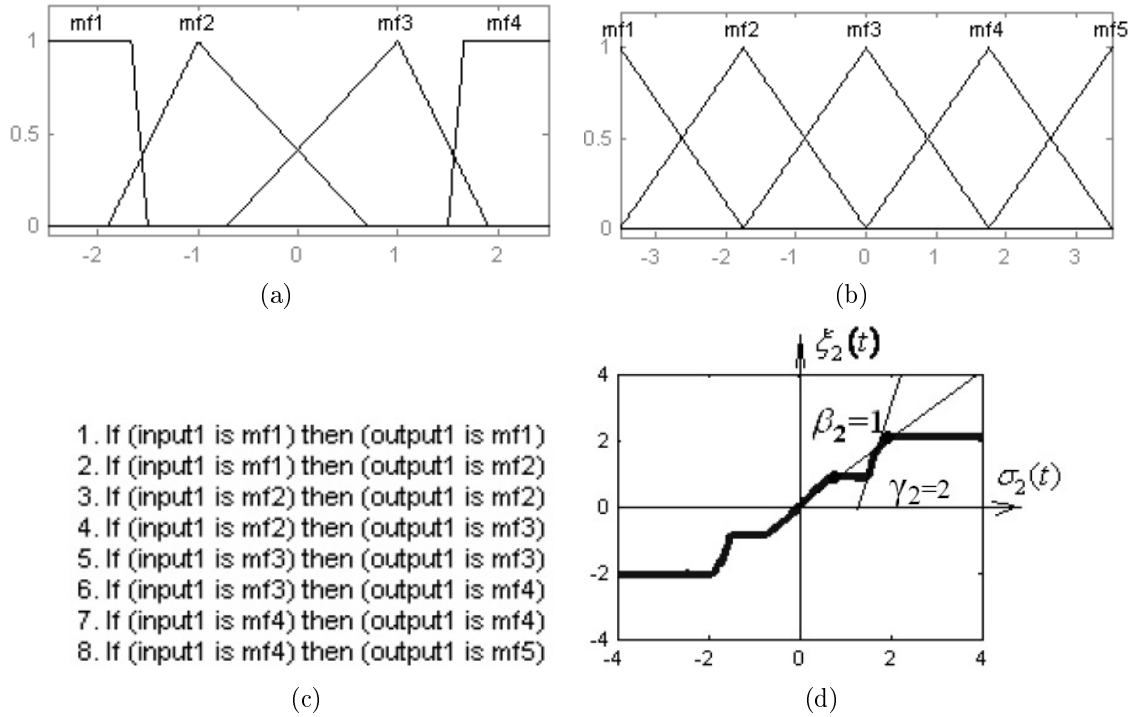 mf1 mf2 mf3 mf4
1
0.5
0
-2 -1 0 1 2
(a)
mf1 mf2 mf3 mf4 mf5
1
0.5
0
-3 -2 -1 0 1 2 3
(b)
1. If (input1 is mf1) then (output1 is mf1)
2. If (input1 is mf1) then (output1 is mf2)
3. If (input1 is mf2) then (output1 is mf2)
4. If (input1 is mf2) then (output1 is mf3)
5. If (input1 is mf3) then (output1 is mf3)
6. If (input1 is mf3) then (output1 is mf4)
7. If (input1 is mf4) then (output1 is mf4)
8. If (input1 is mf4) then (output1 is mf5)
(c)
ξ₂(t)
4
β₂=1
2
σ₂(t)
γ₂=2
0
-2
-4
-4 -2 0 2 4
(d)